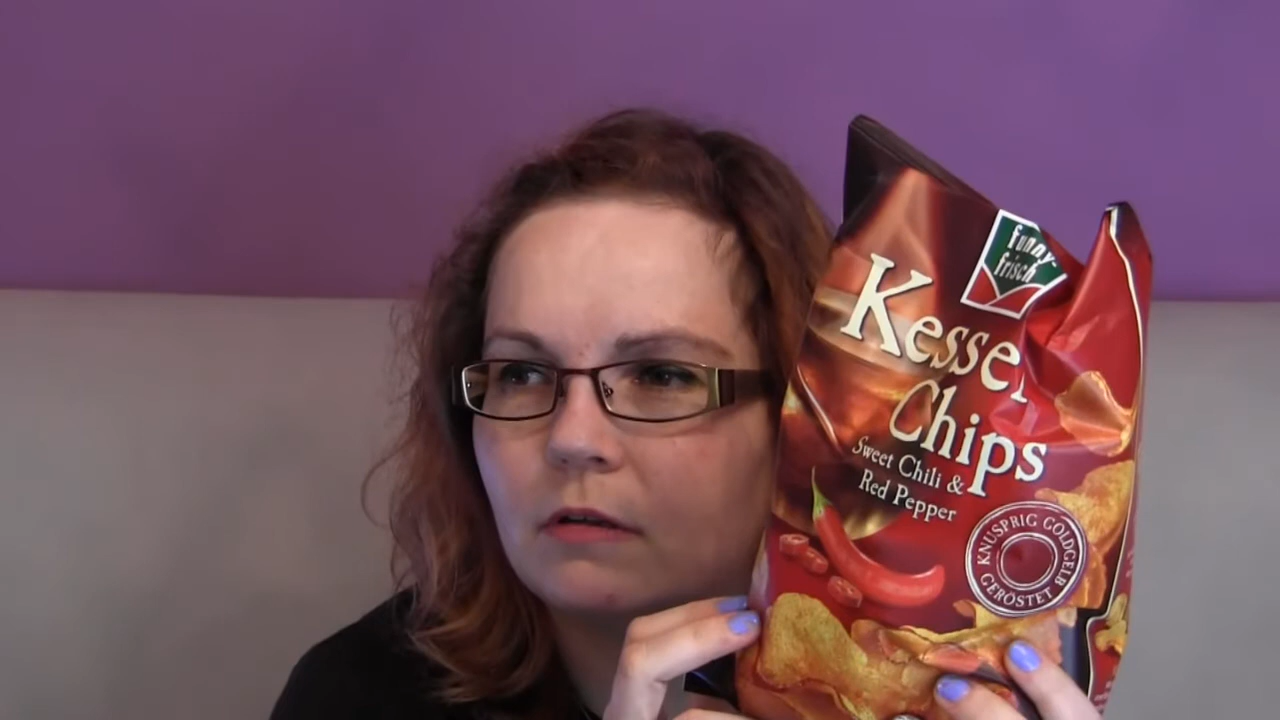 funny-
frisch
Kessel
Chips
Sweet Chili &
Red Pepper
KNUSPRIG GOLDGELB
GERÖSTET